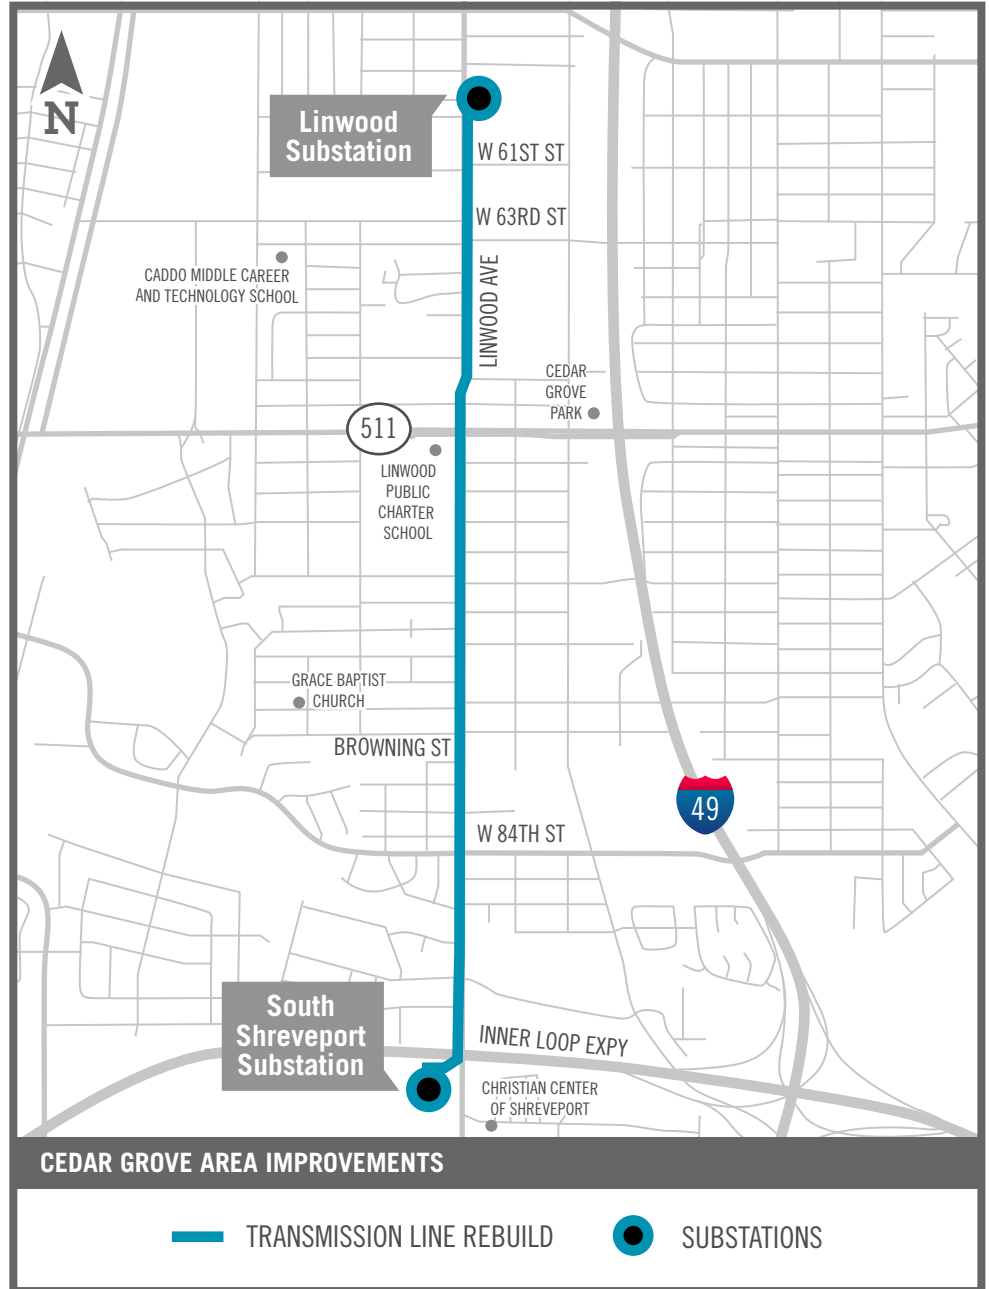 N
Linwood
Substation
W 61ST ST
W 63RD ST
LINWOOD AVE
CADDO MIDDLE CAREER
AND TECHNOLOGY SCHOOL
CEDAR
GROVE
PARK
511
LINWOOD
PUBLIC
CHARTER
SCHOOL
GRACE BAPTIST
CHURCH
BROWNING ST
49
W 84TH ST
South
Shreveport
Substation
INNER LOOP EXPY
CHRISTIAN CENTER
OF SHREVEPORT
CEDAR GROVE AREA IMPROVEMENTS
TRANSMISSION LINE REBUILD
SUBSTATIONS